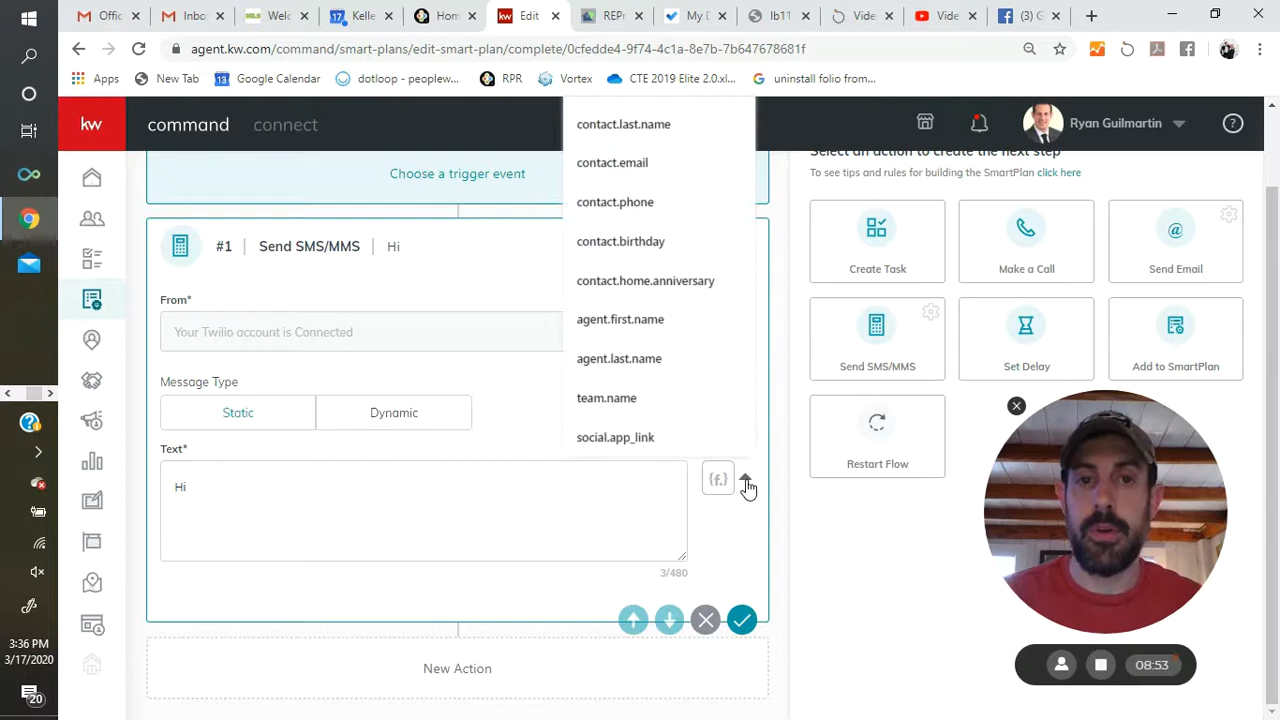 Offic
Inbo
Welc
Kelle
Hom
Edit
REPr
My D
lb11
Vide
Vide
(3) C
agent.kw.com/command/smart-plans/edit-smart-plan/complete/0cfedde4-9f74-4c1a-8e7b-7b647678681f
Apps
New Tab
13
Google Calendar
dotloop - peoplew...
RPR
Vortex
CTE 2019 Elite 2.0.xl...
uninstall folio from...
kw
command
connect
Ryan Guilmartin
Choose a trigger event
Select an action to create the next step
To see tips and rules for building the SmartPlan click here
#1
Send SMS/MMS
Hi
From*
Your Twilio account is Connected
Message Type
Static
Dynamic
Text*
Hi
{f.}
3/480
New Action
contact.last.name
contact.email
contact.phone
contact.birthday
contact.home.anniversary
agent.first.name
agent.last.name
team.name
social.app_link
Create Task
Make a Call
Send Email
Send SMS/MMS
Set Delay
Add to SmartPlan
Restart Flow
08:53
3:36 PM
3/17/2020
20